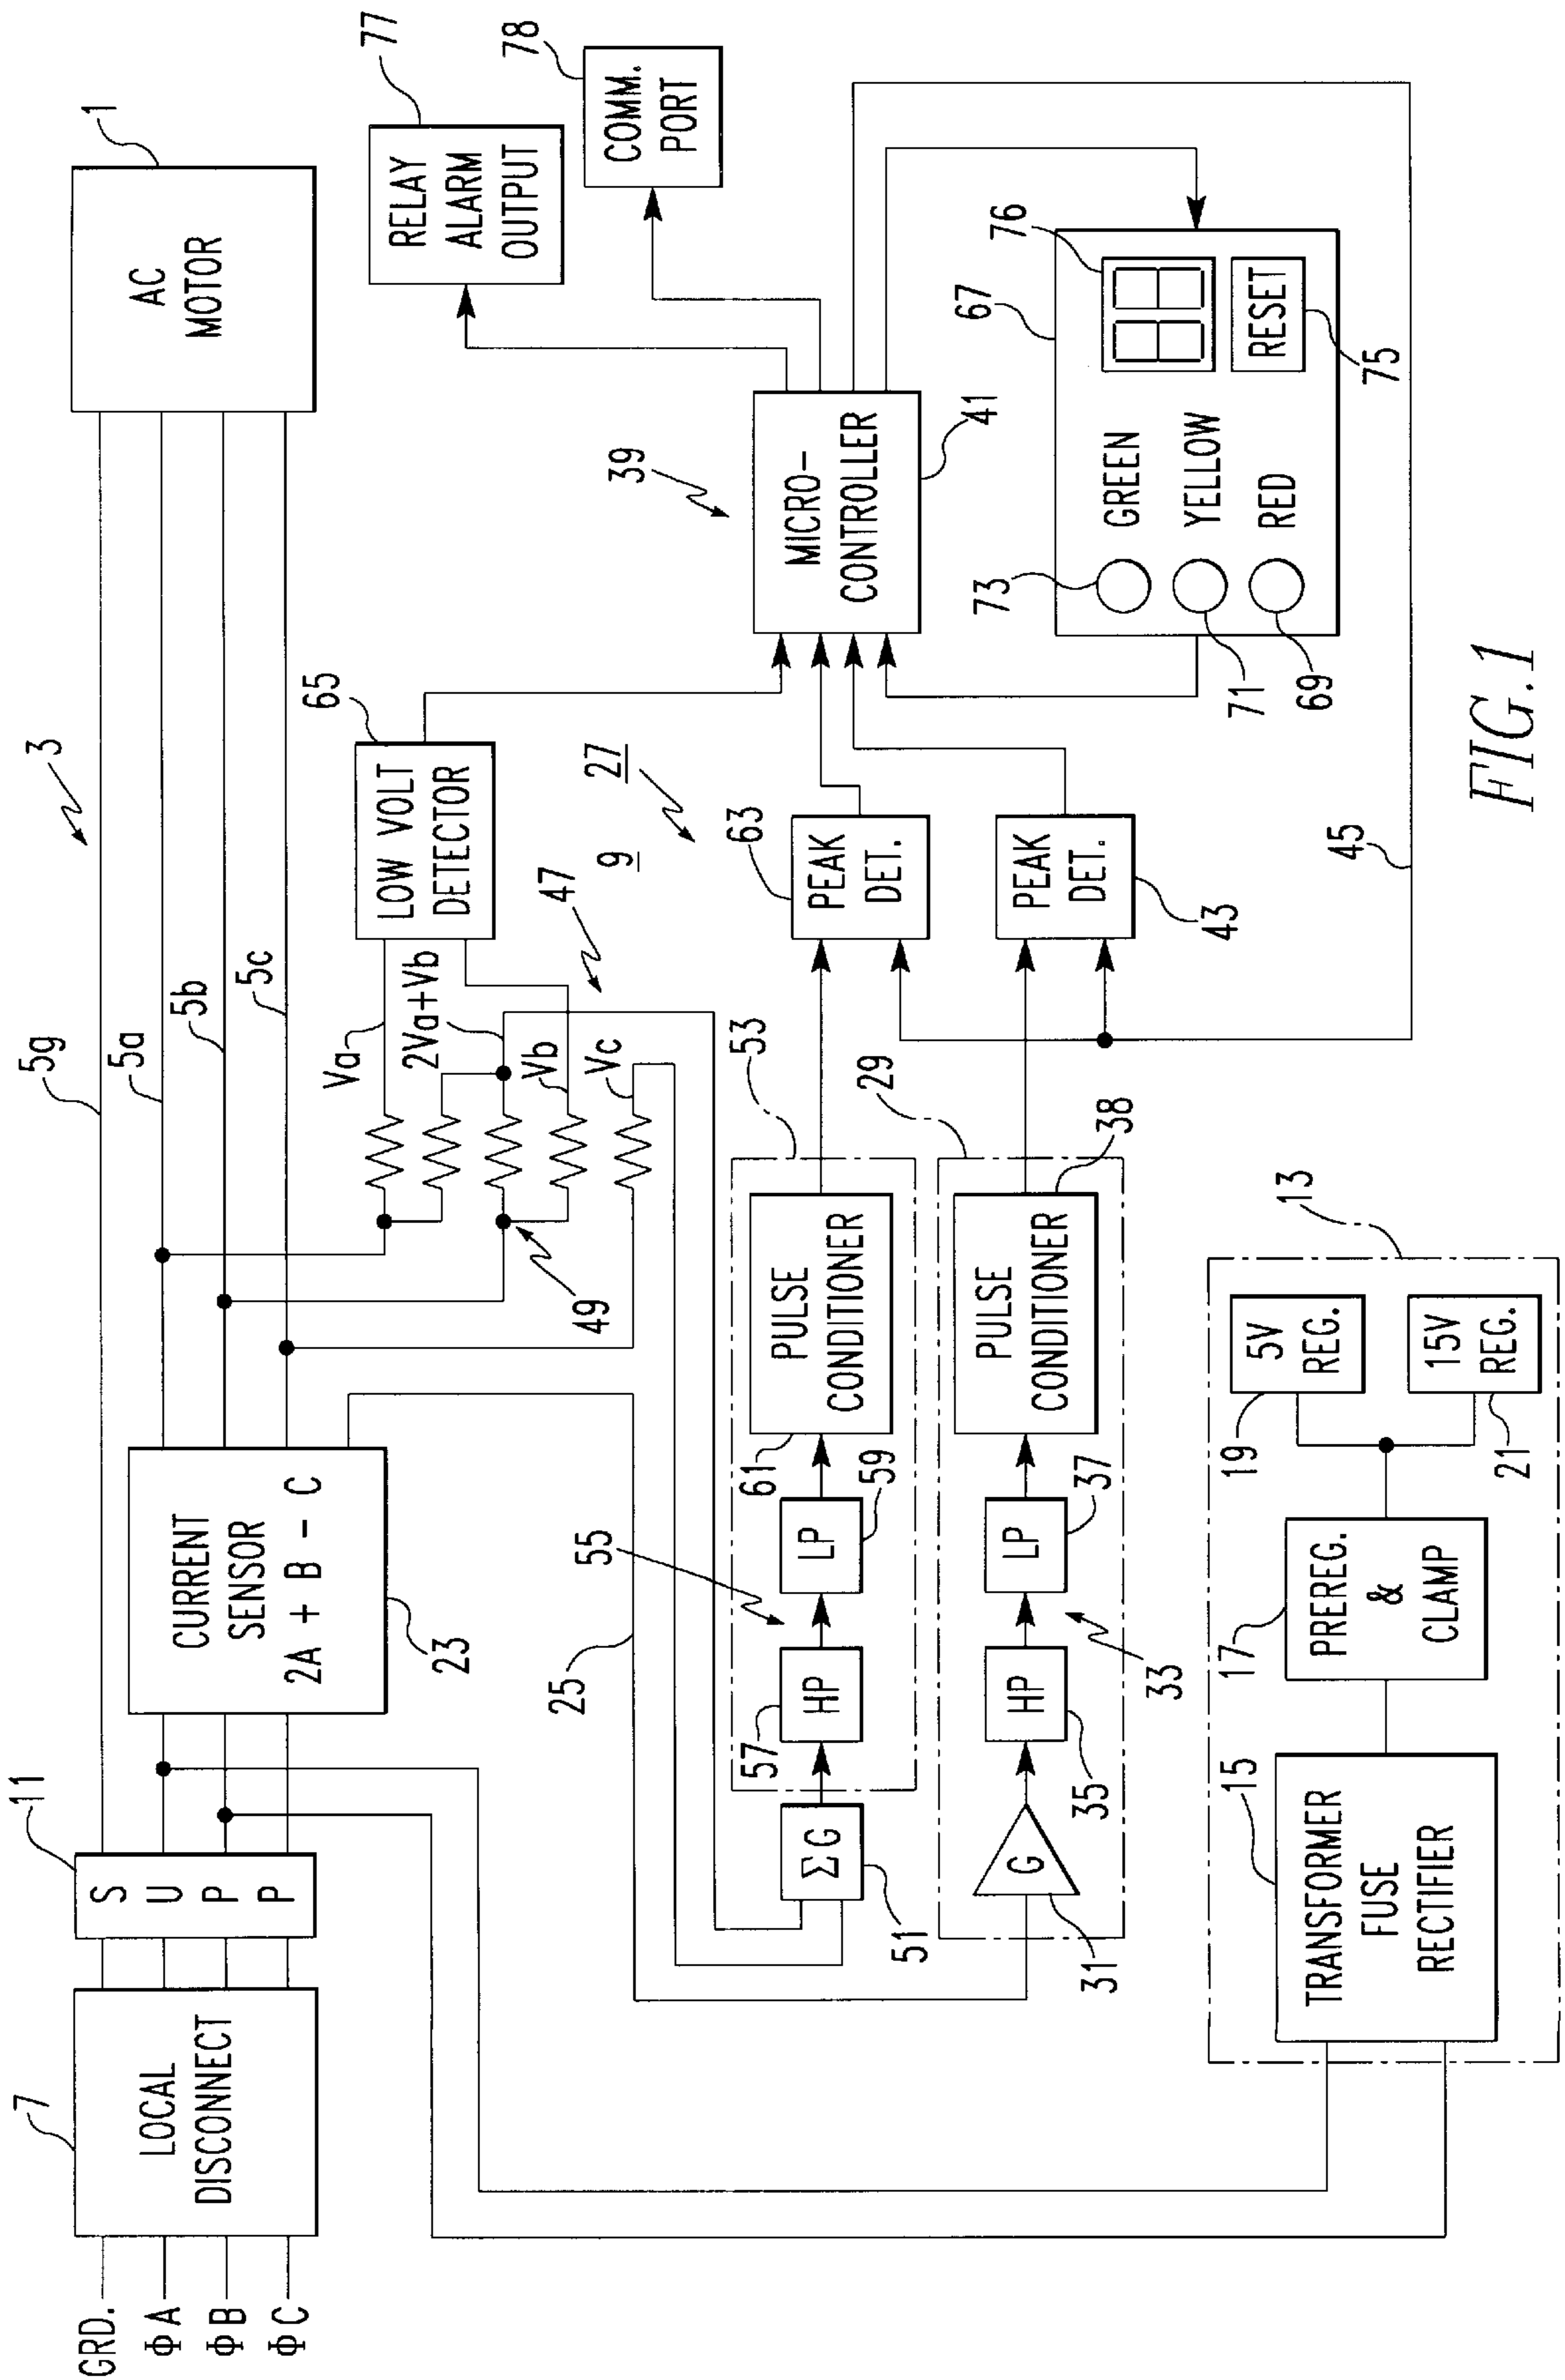 GRD.
ΦA
ΦB
ΦC
7
LOCAL
DISCONNECT
11
S
U
P
P
CURRENT
SENSOR
2A + B - C
23
3
5g
5a
5b
5c
1
AC
MOTOR
77
RELAY
ALARM
OUTPUT
78
COMM.
PORT
65
LOW VOLT
DETECTOR
Va
2Va+Vb
Vb
Vc
47
49
9
27
25
39
MICRO-
CONTROLLER
41
53
55
57
HP
LP
59
61
PULSE
CONDITIONER
ΣG
51
63
PEAK
DET.
29
31
G
33
35
HP
LP
37
PULSE
CONDITIONER
38
PEAK
DET.
43
45
67
73
GREEN
71
YELLOW
69
RED
76
RESET
75
13
15
TRANSFORMER
FUSE
RECTIFIER
17
PREREG.
&
CLAMP
19
5V
REG.
21
15V
REG.
FIG.1